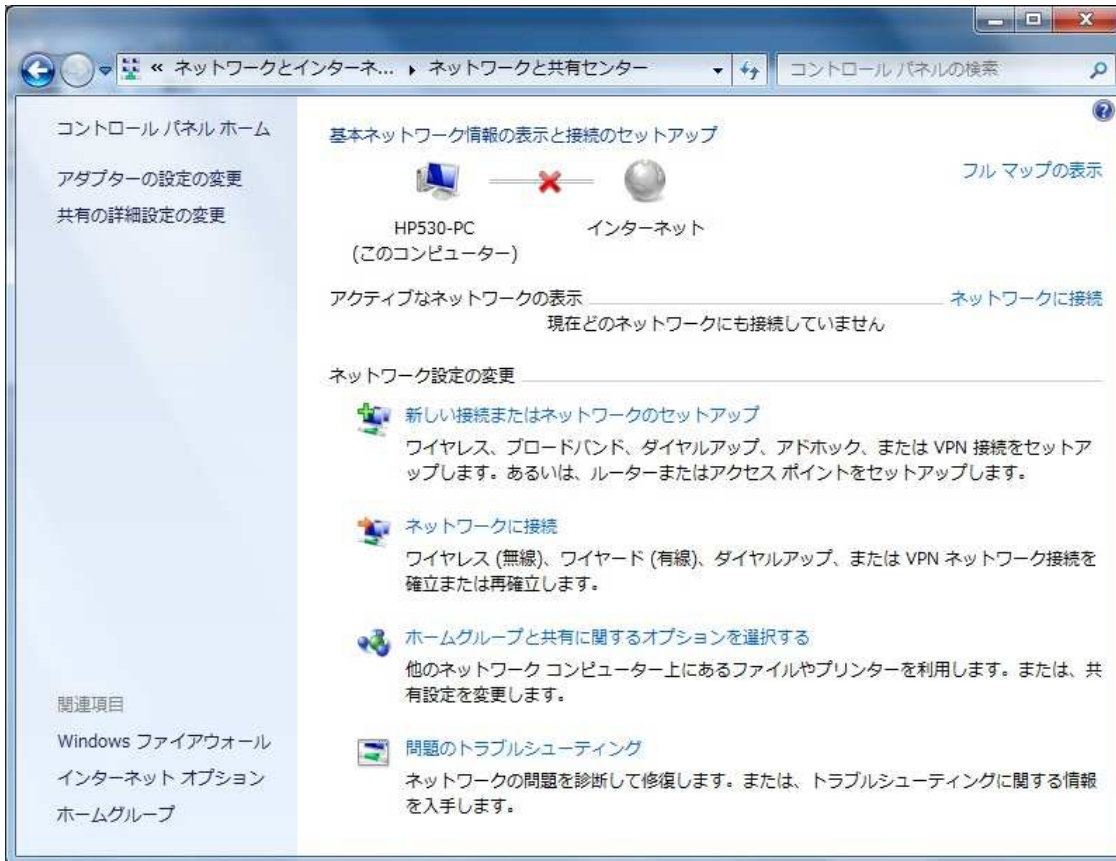 « ネットワークとインターネ... ▸ ネットワークと共有センター
コントロール パネルの検索
コントロール パネル ホーム
アダプターの設定の変更
共有の詳細設定の変更
基本ネットワーク情報の表示と接続のセットアップ
フル マップの表示
HP530-PC
(このコンピューター)
インターネット
アクティブなネットワークの表示
ネットワークに接続
現在どのネットワークにも接続していません
ネットワーク設定の変更
新しい接続またはネットワークのセットアップ
ワイヤレス、ブロードバンド、ダイヤルアップ、アドホック、または VPN 接続をセットア
ップします。あるいは、ルーターまたはアクセス ポイントをセットアップします。
ネットワークに接続
ワイヤレス (無線)、ワイヤード (有線)、ダイヤルアップ、または VPN ネットワーク接続を
確立または再確立します。
ホームグループと共有に関するオプションを選択する
他のネットワーク コンピューター上にあるファイルやプリンターを利用します。または、共
有設定を変更します。
問題のトラブルシューティング
ネットワークの問題を診断して修復します。または、トラブルシューティングに関する情報
を入手します。
関連項目
Windows ファイアウォール
インターネット オプション
ホームグループ